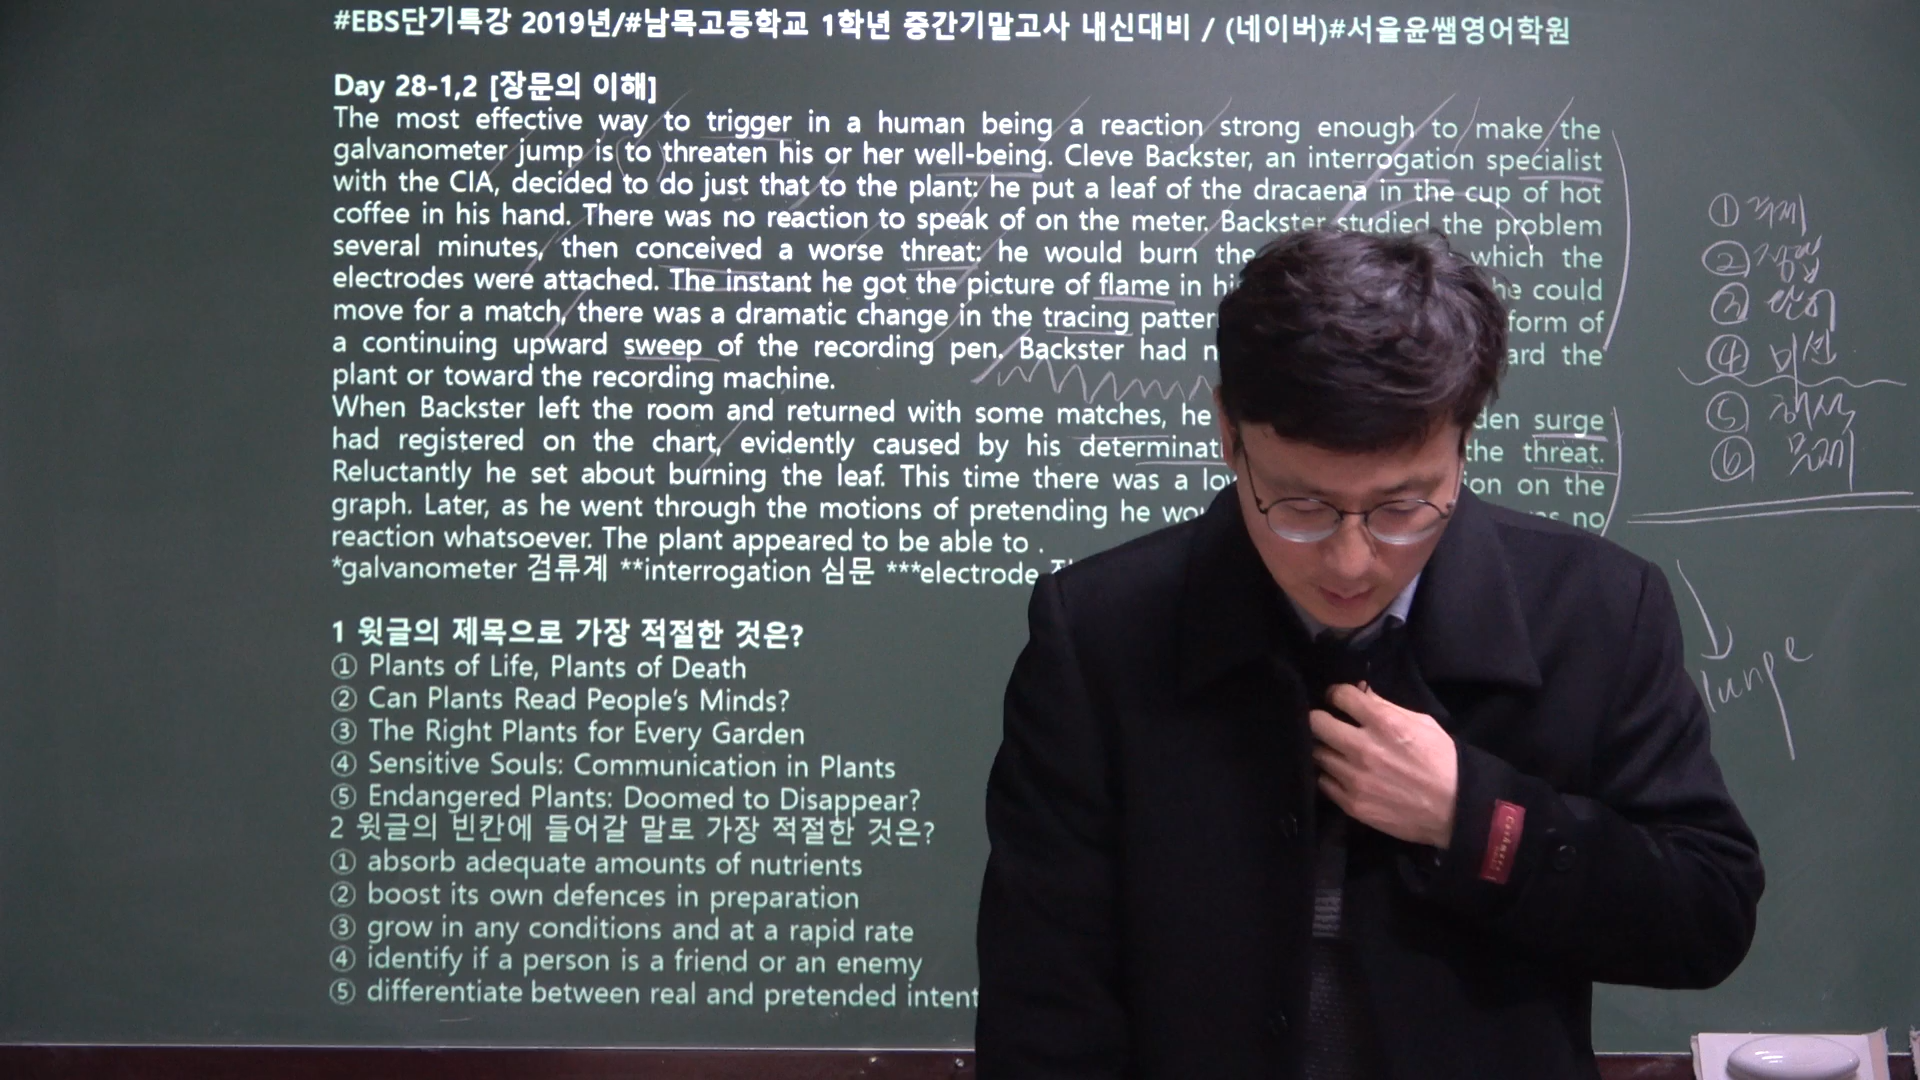 #EBS단기특강 2019년/#남목고등학교 1학년 중간기말고사 내신대비 / (네이버)#서울윤쌤영어학원
Day 28-1,2 [장문의 이해]
The most effective way to trigger in a human being a reaction strong enough to make the
galvanometer jump is to threaten his or her well-being. Cleve Backster, an interrogation specialist
with the CIA, decided to do just that to the plant: he put a leaf of the dracaena in the cup of hot
coffee in his hand. There was no reaction to speak of on the meter. Backster studied the problem
several minutes, then conceived a worse threat: he would burn the which the
electrodes were attached. The instant he got the picture of flame in he could
move for a match, there was a dramatic change in the tracing form of
a continuing upward sweep of the recording pen. Backster had the
plant or toward the recording machine.
When Backster left the room and returned with some matches, he surge
had registered on the chart, evidently caused by his the threat.
Reluctantly he set about burning the leaf. This time there was a on the
graph. Later, as he went through the motions of pretending he no
reaction whatsoever. The plant appeared to be able to .
*galvanometer 검류계 **interrogation 심문 ***electrode
1 윗글의 제목으로 가장 적절한 것은?
① Plants of Life, Plants of Death
② Can Plants Read People's Minds?
③ The Right Plants for Every Garden
④ Sensitive Souls: Communication in Plants
⑤ Endangered Plants: Doomed to Disappear?
2 윗글의 빈칸에 들어갈 말로 가장 적절한 것은?
① absorb adequate amounts of nutrients
② boost its own defences in preparation
③ grow in any conditions and at a rapid rate
④ identify if a person is a friend or an enemy
⑤ differentiate between real and pretended
①
②
③
④
⑤
⑥